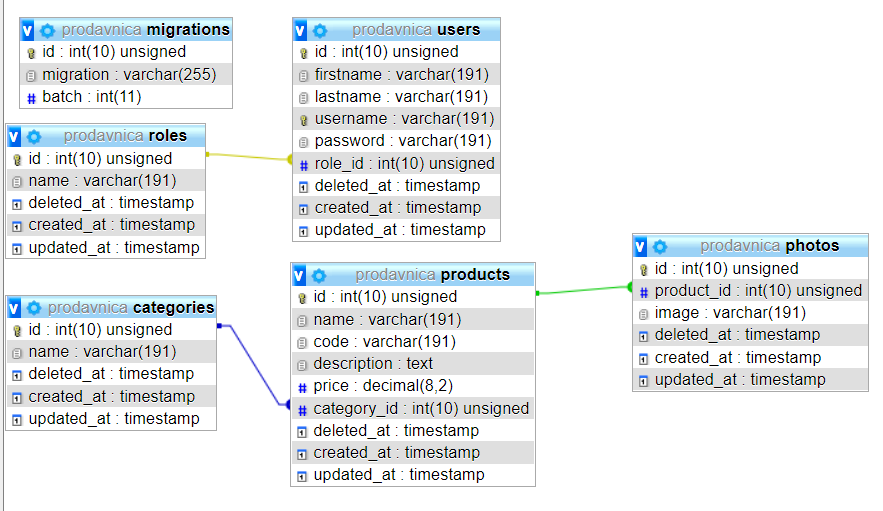 prodavnica migrations
id : int(10) unsigned
migration : varchar(255)
batch : int(11)
prodavnica users
id : int(10) unsigned
firstname : varchar(191)
lastname : varchar(191)
username : varchar(191)
password : varchar(191)
role_id : int(10) unsigned
deleted_at : timestamp
created_at : timestamp
updated_at : timestamp
prodavnica roles
id : int(10) unsigned
name : varchar(191)
deleted_at : timestamp
created_at : timestamp
updated_at : timestamp
prodavnica categories
id : int(10) unsigned
name : varchar(191)
deleted_at : timestamp
created_at : timestamp
updated_at : timestamp
prodavnica products
id : int(10) unsigned
name : varchar(191)
code : varchar(191)
description : text
price : decimal(8,2)
category_id : int(10) unsigned
deleted_at : timestamp
created_at : timestamp
updated_at : timestamp
prodavnica photos
id : int(10) unsigned
product_id : int(10) unsigned
image : varchar(191)
deleted_at : timestamp
created_at : timestamp
updated_at : timestamp